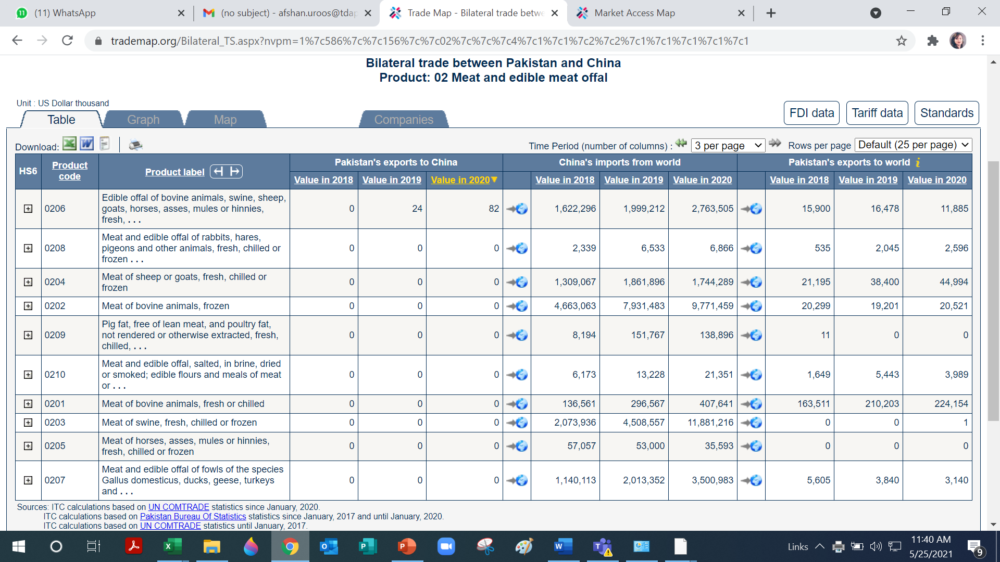 (11) WhatsApp
(no subject) - afshan.uroos@tdap
Trade Map - Bilateral trade betwe
Market Access Map
trademap.org/Bilateral_TS.aspx?nvpm=1%7c586%7c%7c156%7c%7c02%7c%7c%7c4%7c1%7c1%7c2%7c2%7c1%7c1%7c1%7c1%7c1
Bilateral trade between Pakistan and China
Product: 02 Meat and edible meat offal
Unit : US Dollar thousand
Table Graph Map Companies
FDI data Tariff data Standards
Download:
Time Period (number of columns) : 3 per page Rows per page Default (25 per page)
HS6 Product code Product label Pakistan's exports to China China's imports from world Pakistan's exports to world i
Value in 2018 Value in 2019 Value in 2020 Value in 2018 Value in 2019 Value in 2020 Value in 2018 Value in 2019 Value in 2020
0206 Edible offal of bovine animals, swine, sheep,
goats, horses, asses, mules or hinnies, 0 24 82 1,622,296 1,999,212 2,763,505 15,900 16,478 11,885
fresh, . . .
0208 Meat and edible offal of rabbits, hares,
pigeons and other animals, fresh, chilled or 0 0 0 2,339 6,533 6,866 535 2,045 2,596
frozen . . .
0204 Meat of sheep or goats, fresh, chilled or
frozen 0 0 0 1,309,067 1,861,896 1,744,289 21,195 38,400 44,994
0202 Meat of bovine animals, frozen 0 0 0 4,663,063 7,931,483 9,771,459 20,299 19,201 20,521
0209 Pig fat, free of lean meat, and poultry fat,
not rendered or otherwise extracted, fresh, 0 0 0 8,194 151,767 138,896 11 0 0
chilled, . . .
0210 Meat and edible offal, salted, in brine, dried
or smoked; edible flours and meals of meat 0 0 0 6,173 13,228 21,351 1,649 5,443 3,989
or . . .
0201 Meat of bovine animals, fresh or chilled 0 0 0 136,561 296,567 407,641 163,511 210,203 224,154
0203 Meat of swine, fresh, chilled or frozen 0 0 0 2,073,936 4,508,557 11,881,216 0 0 1
0205 Meat of horses, asses, mules or hinnies,
fresh, chilled or frozen 0 0 0 57,057 53,000 35,593 0 0 0
0207 Meat and edible offal of fowls of the species
Gallus domesticus, ducks, geese, turkeys 0 0 0 1,140,113 2,013,352 3,500,983 5,605 3,840 3,140
and . . .
Sources: ITC calculations based on UN COMTRADE statistics since January, 2020.
ITC calculations based on Pakistan Bureau Of Statistics statistics since January, 2017 and until January, 2020.
ITC calculations based on UN COMTRADE statistics until January, 2017.
Links
11:40 AM
5/25/2021
9